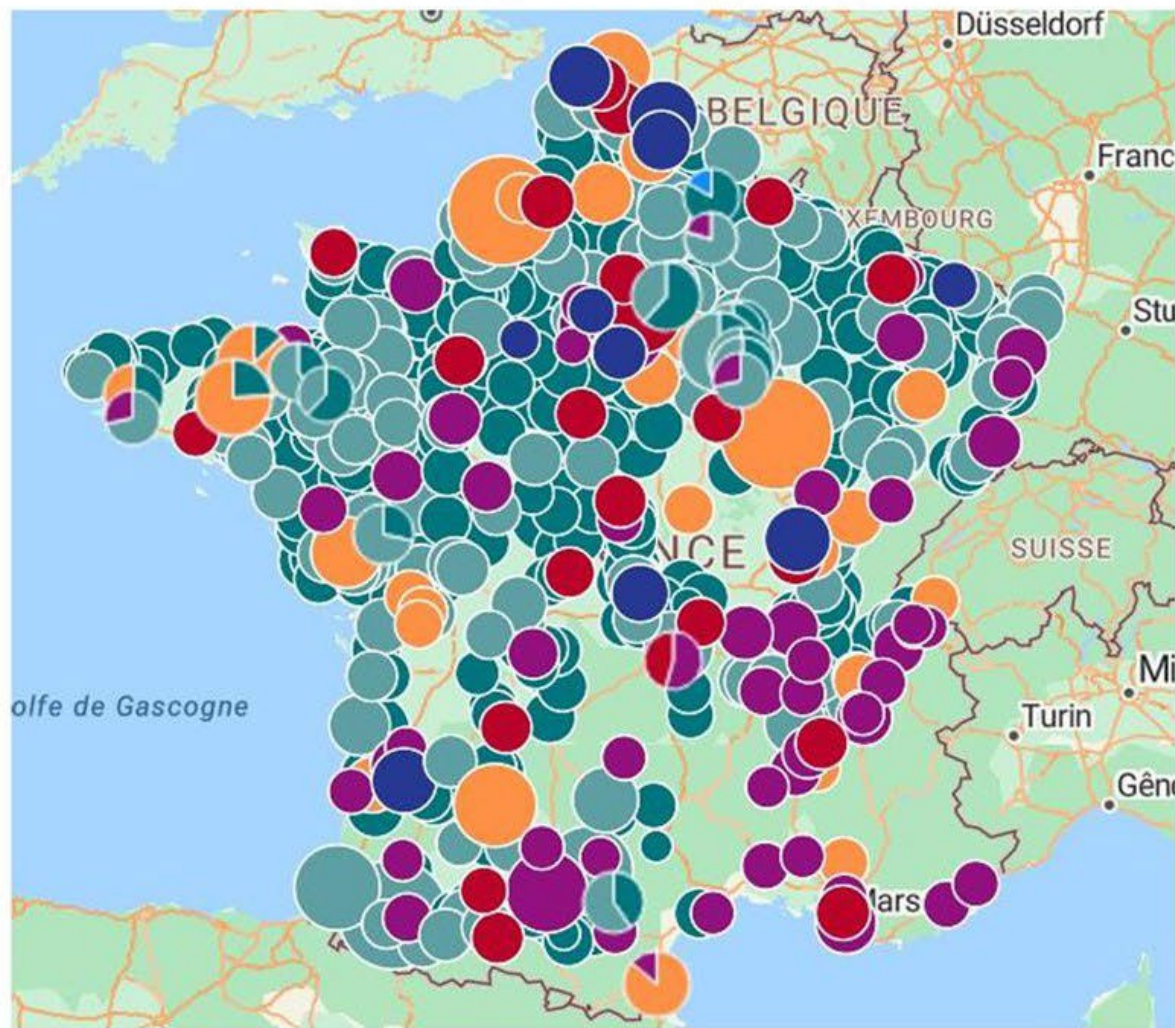 Düsseldorf
BELGIQUE
Franc
XEMBOURG
Stu
NCE
SUISSE
Mi
olfe de Gascogne
Turin
Gên
Mars